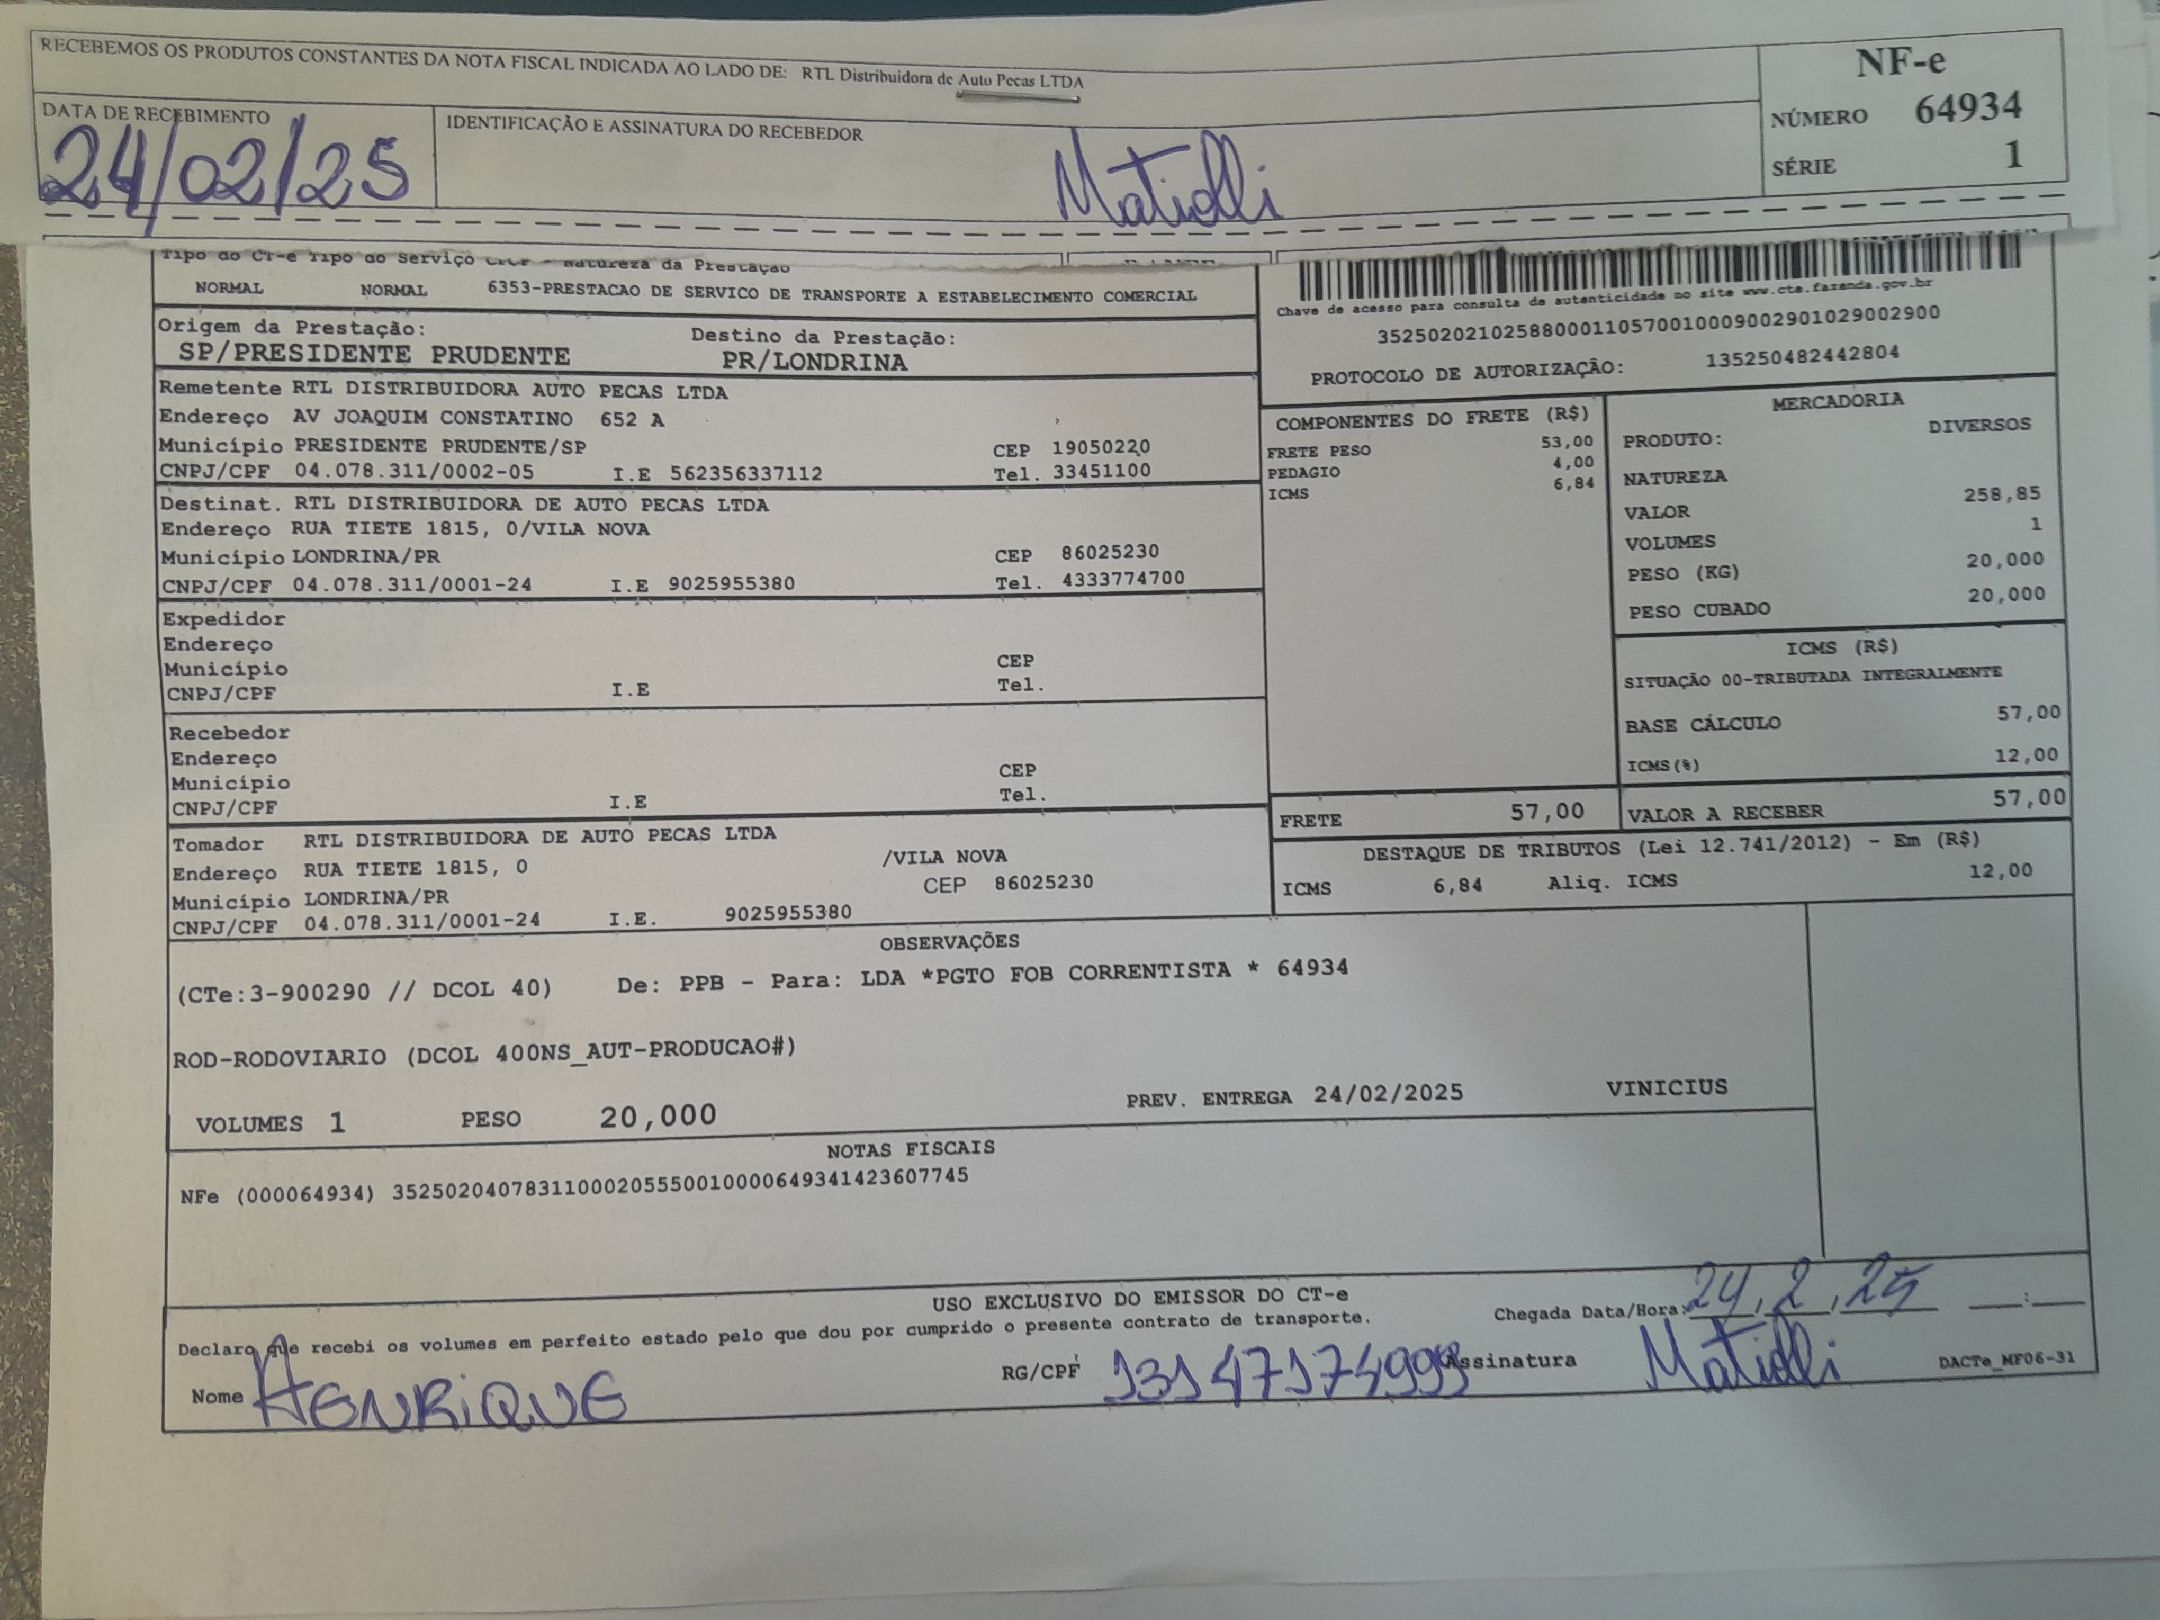 RECEBEMOS OS PRODUTOS CONSTANTES DA NOTA FISCAL INDICADA AO LADO DE: RTL Distribuidora de Auto Pecas LTDA
NF-e
NÚMERO 64934
SÉRIE 1
DATA DE RECEBIMENTO
24/02/25
IDENTIFICAÇÃO E ASSINATURA DO RECEBEDOR
Matiolli
Tipo do CT-e Tipo do Serviço CFOP - Natureza da Prestação
NORMAL NORMAL 6353-PRESTACAO DE SERVICO DE TRANSPORTE A ESTABELECIMENTO COMERCIAL
Chave de acesso para consulta de autenticidade no site www.cte.fazenda.gov.br
35250202102588000110570010009002901029002900
PROTOCOLO DE AUTORIZAÇÃO: 135250482442804
Origem da Prestação: Destino da Prestação:
SP/PRESIDENTE PRUDENTE PR/LONDRINA
Remetente RTL DISTRIBUIDORA AUTO PECAS LTDA
Endereço AV JOAQUIM CONSTATINO 652 A
Município PRESIDENTE PRUDENTE/SP CEP 19050220
CNPJ/CPF 04.078.311/0002-05 I.E 562356337112 Tel. 33451100
Destinat. RTL DISTRIBUIDORA DE AUTO PECAS LTDA
Endereço RUA TIETE 1815, 0/VILA NOVA
Município LONDRINA/PR CEP 86025230
CNPJ/CPF 04.078.311/0001-24 I.E 9025955380 Tel. 4333774700
Expedidor
Endereço
Município CEP
CNPJ/CPF I.E Tel.
Recebedor
Endereço
Município CEP
CNPJ/CPF I.E Tel.
Tomador RTL DISTRIBUIDORA DE AUTO PECAS LTDA
Endereço RUA TIETE 1815, 0 /VILA NOVA
Município LONDRINA/PR CEP 86025230
CNPJ/CPF 04.078.311/0001-24 I.E. 9025955380
COMPONENTES DO FRETE (R$)
FRETE PESO 53,00
PEDAGIO 4,00
ICMS 6,84
MERCADORIA
PRODUTO: DIVERSOS
NATUREZA
VALOR 258,85
VOLUMES 1
PESO (KG) 20,000
PESO CUBADO 20,000
ICMS (R$)
SITUAÇÃO 00-TRIBUTADA INTEGRALMENTE
BASE CÁLCULO 57,00
ICMS(%) 12,00
FRETE 57,00 VALOR A RECEBER 57,00
DESTAQUE DE TRIBUTOS (Lei 12.741/2012) - Em (R$)
ICMS 6,84 Aliq. ICMS 12,00
OBSERVAÇÕES
(CTe:3-900290 // DCOL 40) De: PPB - Para: LDA *PGTO FOB CORRENTISTA * 64934
ROD-RODOVIARIO (DCOL 400NS_AUT-PRODUCAO#)
VOLUMES 1 PESO 20,000 PREV. ENTREGA 24/02/2025 VINICIUS
NOTAS FISCAIS
NFe (000064934) 35250204078311000205550010000649341423607745
USO EXCLUSIVO DO EMISSOR DO CT-e
Chegada Data/Hora: 24,2,25 __:__
Declaro que recebi os volumes em perfeito estado pelo que dou por cumprido o presente contrato de transporte.
Nome HENRIQUE RG/CPF 13147174999 Assinatura Matiolli DACTe_MF06-31